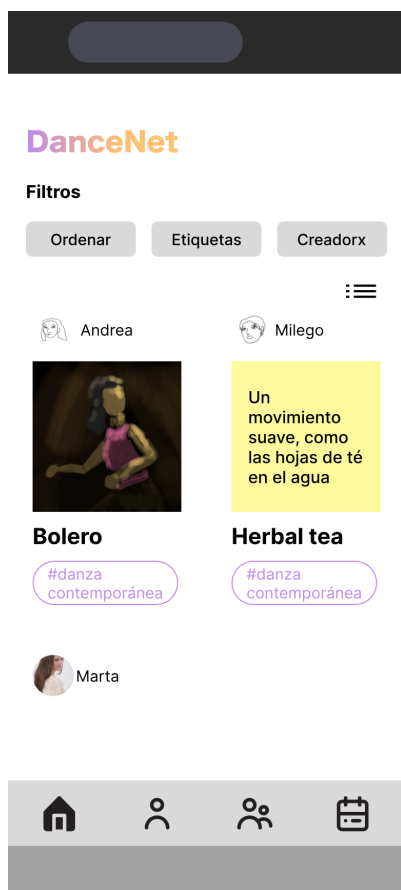 DanceNet
Filtros
Ordenar
Etiquetas
Creadorx
Andrea
Milego
Un
movimiento
suave, como
las hojas de té
en el agua
Bolero
Herbal tea
#danza
contemporánea
#danza
contemporánea
Marta